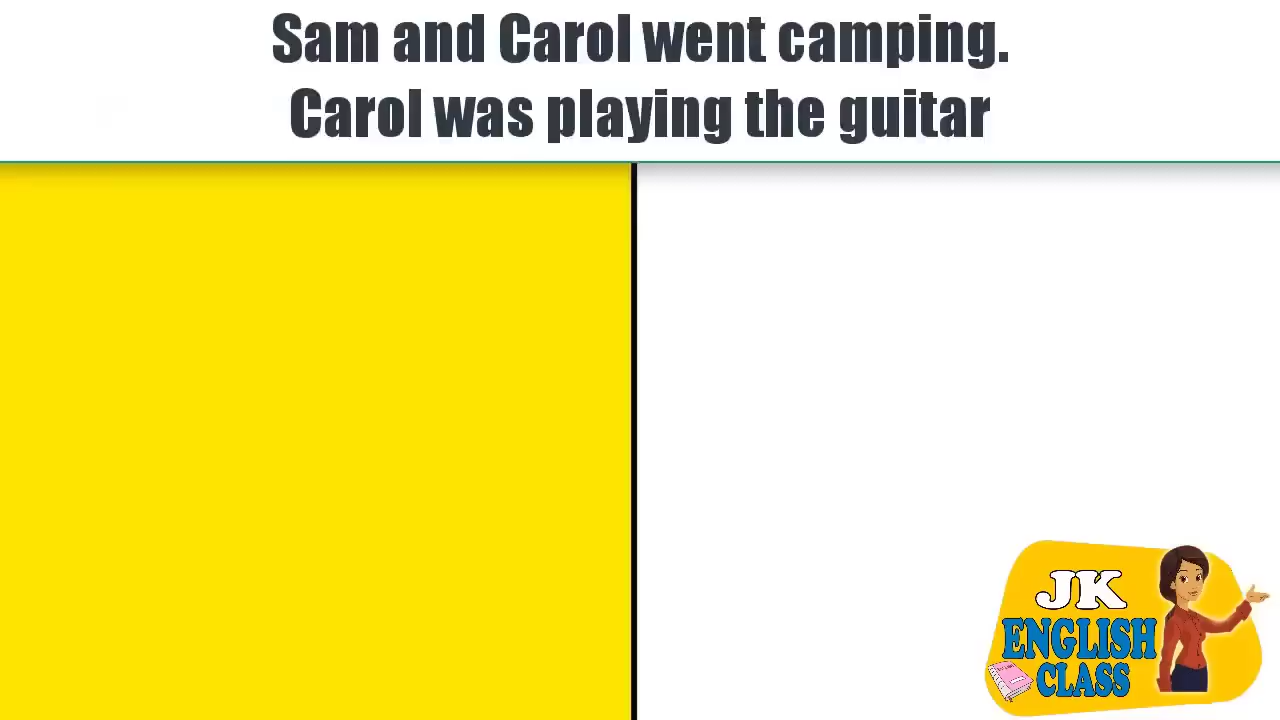 Sam and Carol went camping.
Carol was playing the guitar
JK
ENGLISH
CLASS